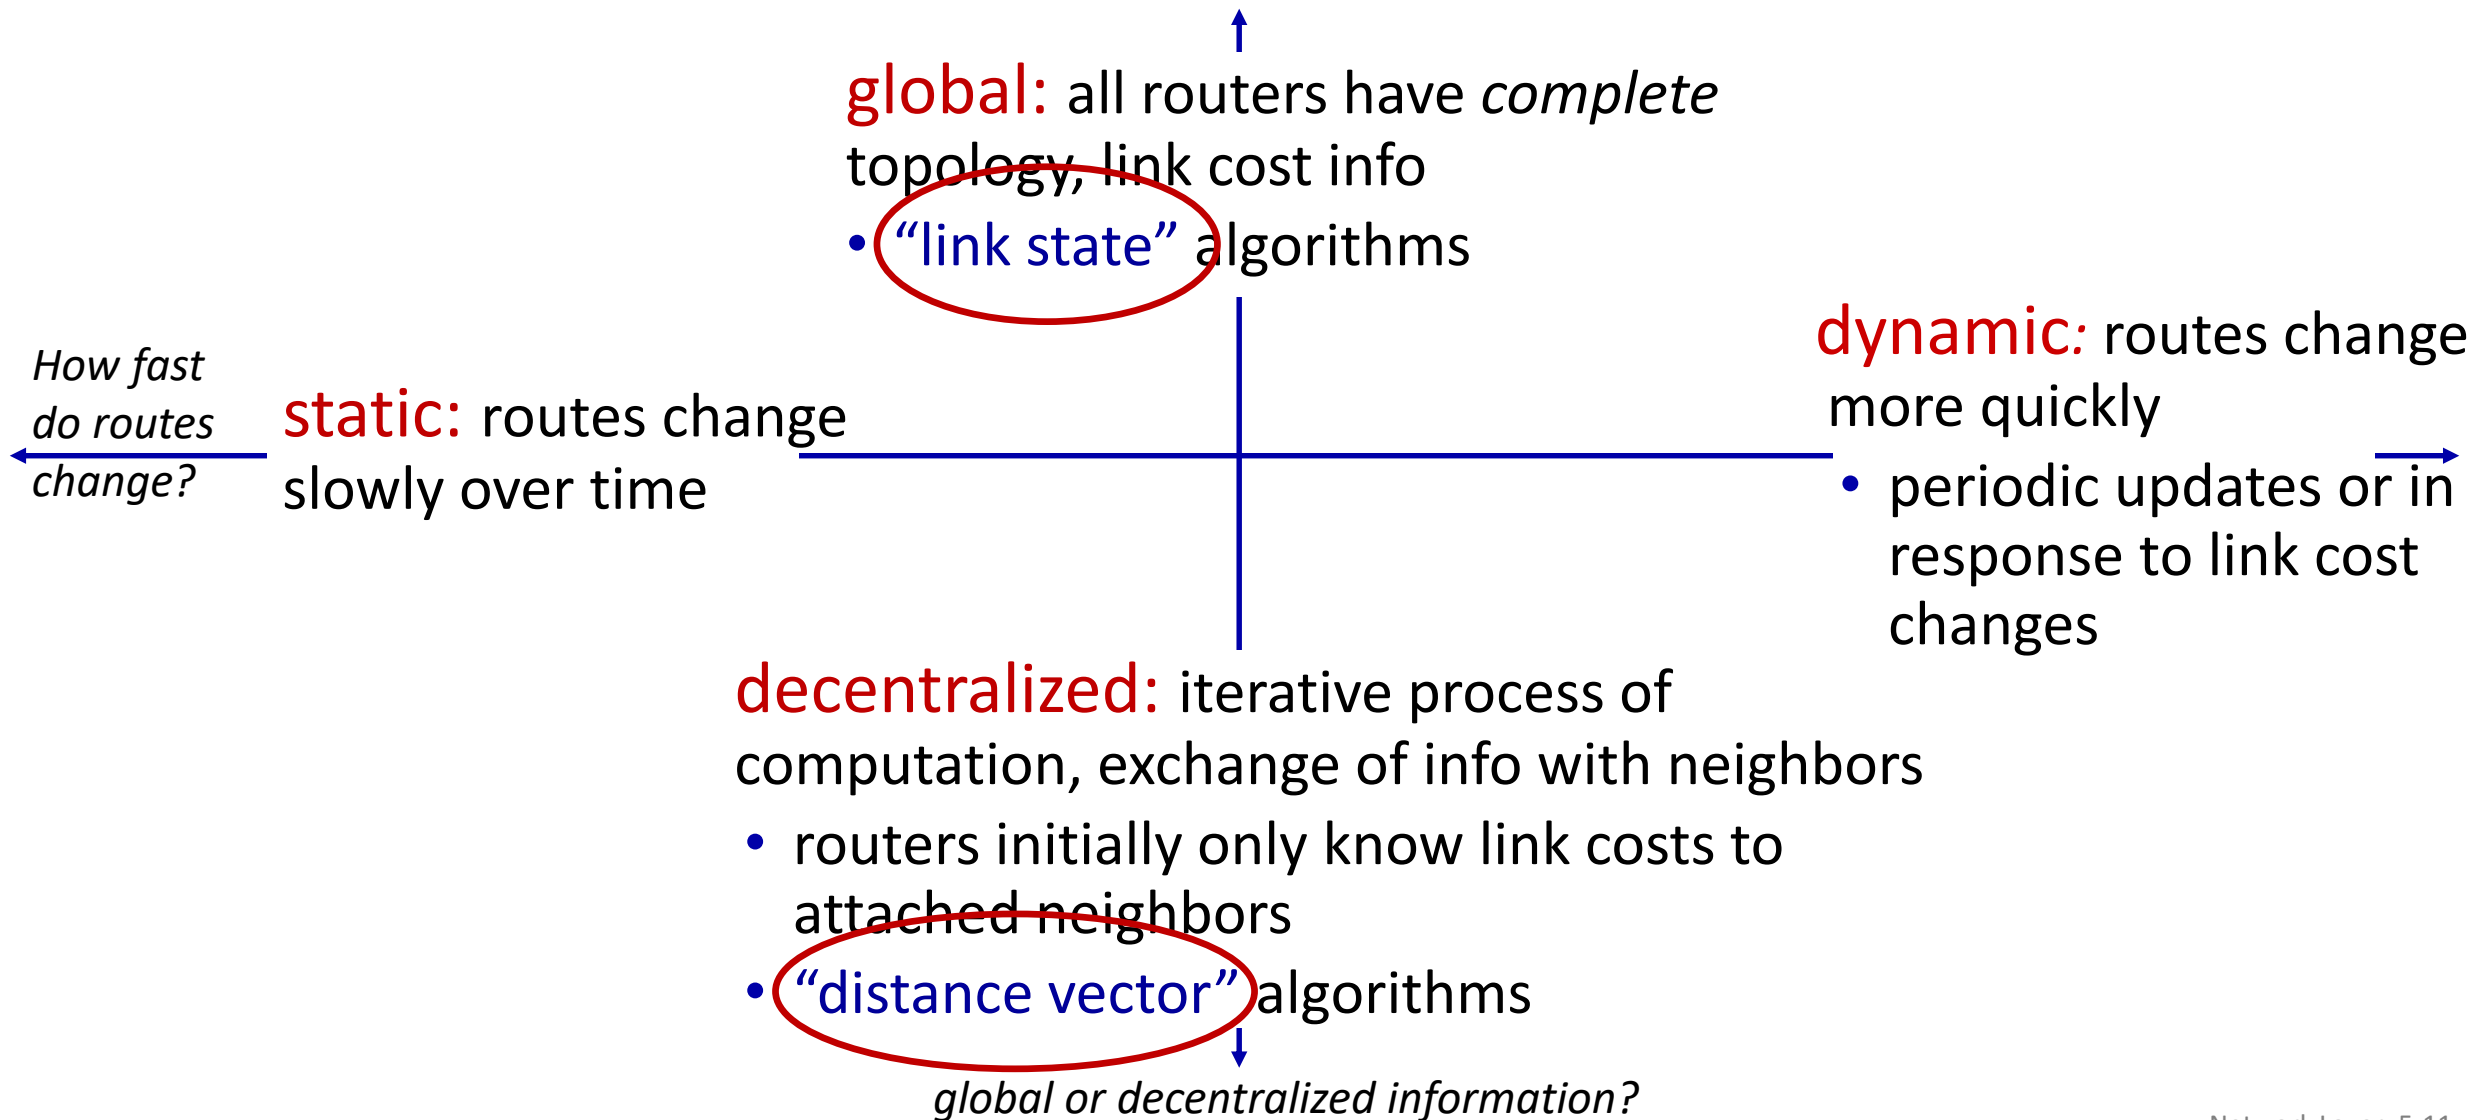 global: all routers have complete
topology, link cost info
• “link state” algorithms
How fast
do routes
change?
static: routes change
slowly over time
dynamic: routes change
more quickly
• periodic updates or in
response to link cost
changes
decentralized: iterative process of
computation, exchange of info with neighbors
• routers initially only know link costs to
attached neighbors
• “distance vector” algorithms
global or decentralized information?
5-11